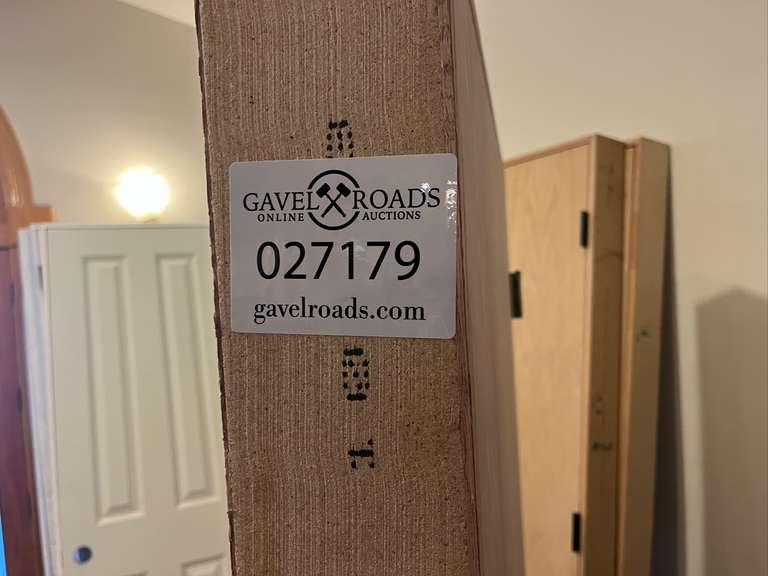 GAVEL ROADS
ONLINE AUCTIONS
027179
gavelroads.com